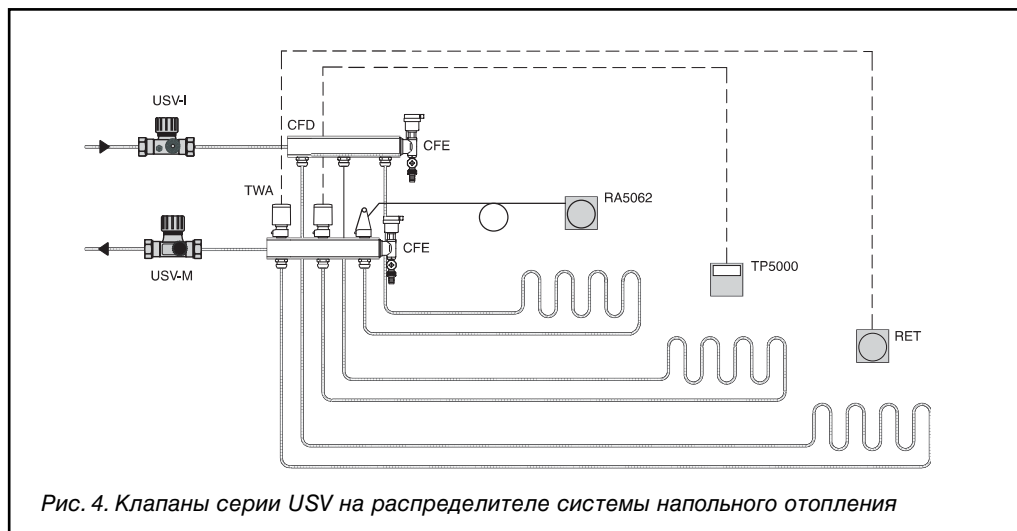 USV-I
CFD
CFE
TWA
RA5062
CFE
USV-M
TP5000
RET
Рис. 4. Клапаны серии USV на распределителе системы напольного отопления